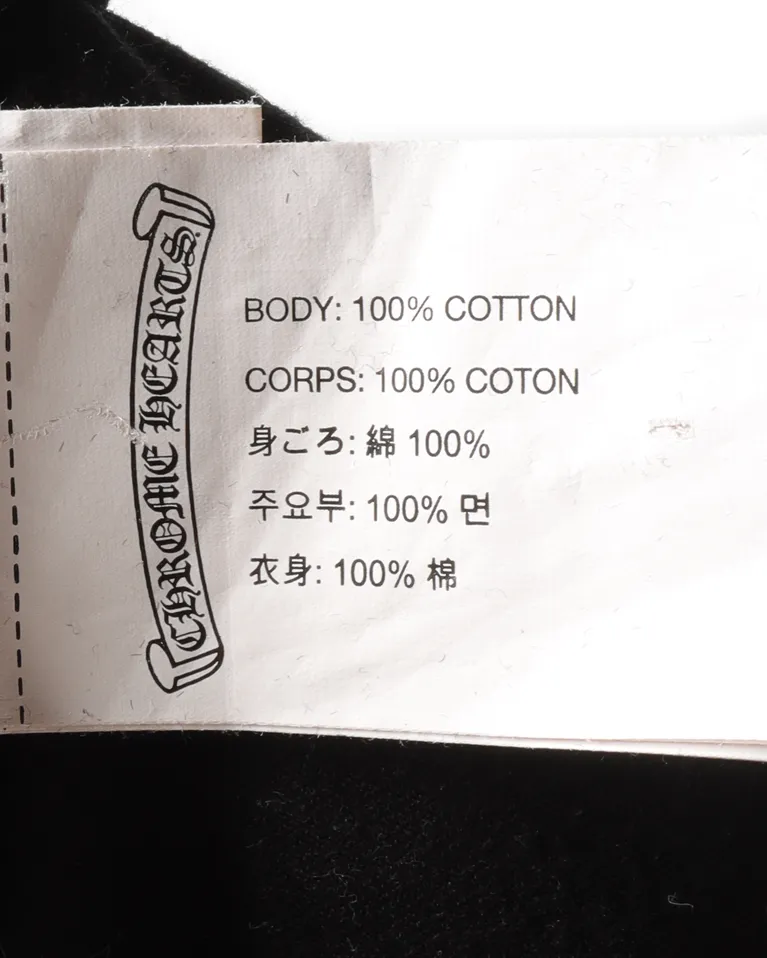 CHROME HEARTS
BODY: 100% COTTON
CORPS: 100% COTON
身ごろ: 綿 100%
주요부: 100% 면
衣身: 100% 棉